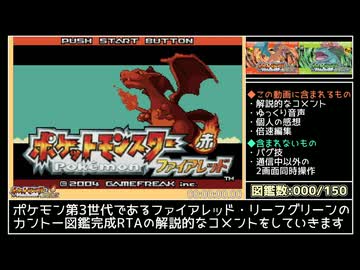 PUSH START BUTTON
ポケットモンスター
赤
Pokémon
ファイアレッド
© 2004 GAMEFREAK inc.
◆この動画に含まれるもの
・解説的なコメント
・ゆっくり音声
・個人の感想
・倍速編集
◆含まれないもの
・バグ技
・通信中以外の
2画面同時操作
図鑑数:000/150
ポケモン第3世代であるファイアレッド・リーフグリーンの
カントー図鑑完成RTAの解説的なコメントをしていきます